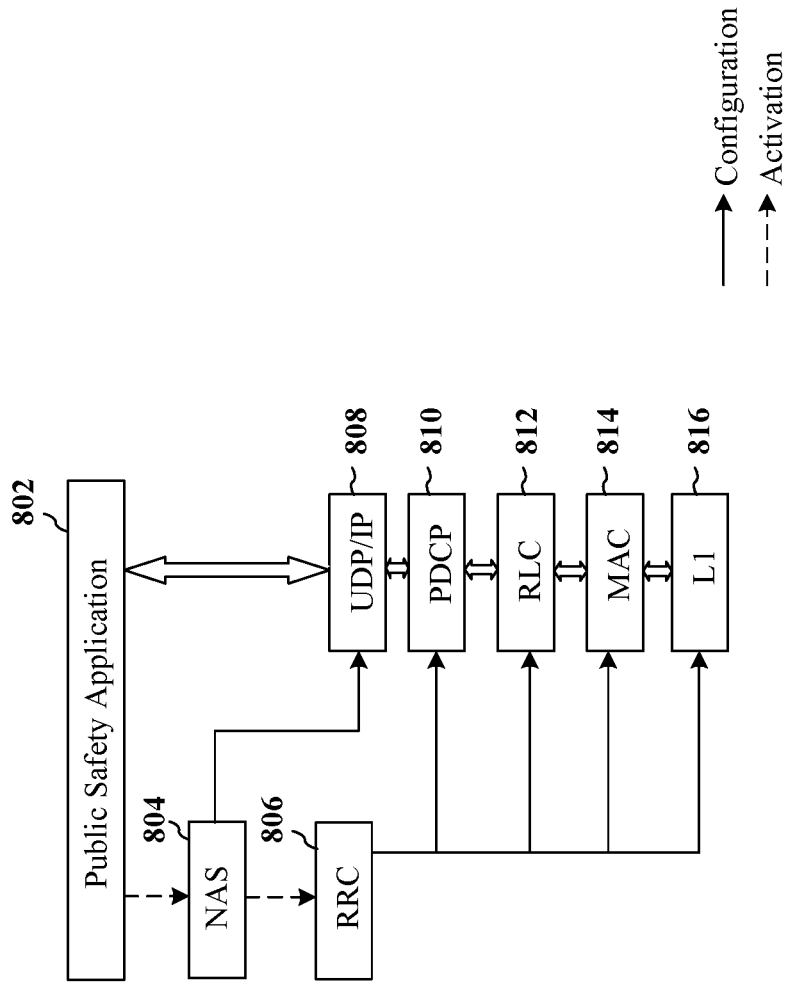 802
Public Safety Application
804
NAS
806
RRC
UDP/IP
808
PDCP
810
RLC
812
MAC
814
L1
816
Configuration
Activation